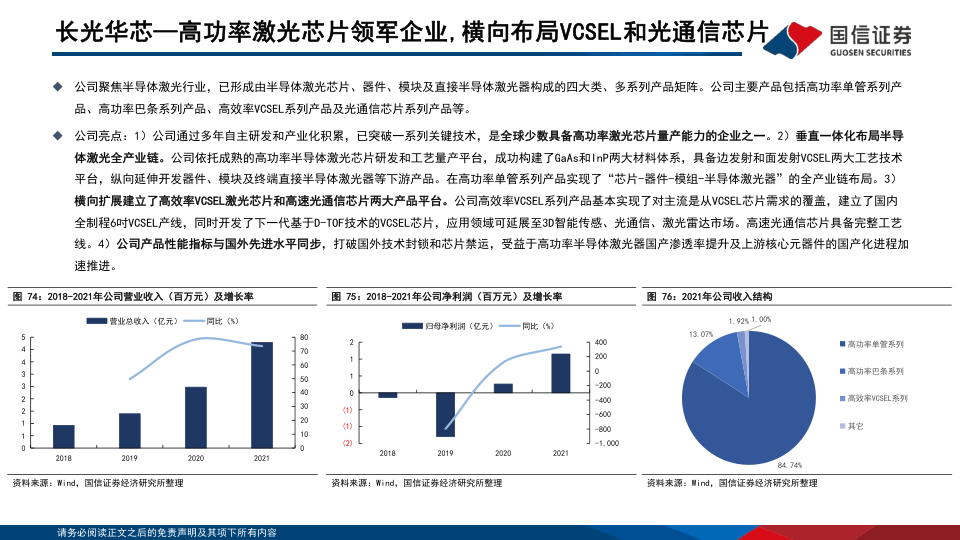 长光华芯—高功率激光芯片领军企业,横向布局VCSEL和光通信芯片
国信证券
GUOSEN SECURITIES
◆ 公司聚焦半导体激光行业，已形成由半导体激光芯片、器件、模块及直接半导体激光器构成的四大类、多系列产品矩阵。公司主要产品包括高功率单管系列产
品、高功率巴条系列产品、高效率VCSEL系列产品及光通信芯片系列产品等。
◆ 公司亮点：1）公司通过多年自主研发和产业化积累，已突破一系列关键技术，是全球少数具备高功率激光芯片量产能力的企业之一。2）垂直一体化布局半导
体激光全产业链。公司依托成熟的高功率半导体激光芯片研发和工艺量产平台，成功构建了GaAs和InP两大材料体系，具备边发射和面发射VCSEL两大工艺技术
平台，纵向延伸开发器件、模块及终端直接半导体激光器等下游产品。在高功率单管系列产品实现了“芯片-器件-模组-半导体激光器”的全产业链布局。3）
横向扩展建立了高效率VCSEL激光芯片和高速光通信芯片两大产品平台。公司高效率VCSEL系列产品基本实现了对主流是从VCSEL芯片需求的覆盖，建立了国内
全制程6吋VCSEL产线，同时开发了下一代基于D-TOF技术的VCSEL芯片，应用领域可延展至3D智能传感、光通信、激光雷达市场。高速光通信芯片具备完整工艺
线。4）公司产品性能指标与国外先进水平同步，打破国外技术封锁和芯片禁运，受益于高功率半导体激光器国产渗透率提升及上游核心元器件的国产化进程加
速推进。
图 74：2018-2021年公司营业收入（百万元）及增长率
营业总收入（亿元）
同比（%）
5
4
4
3
3
2
2
1
1
0
80
70
60
50
40
30
20
10
0
2018
2019
2020
2021
资料来源：Wind，国信证券经济研究所整理
图 75：2018-2021年公司净利润（百万元）及增长率
归母净利润（亿元）
同比（%）
2
1
1
0
(1)
(1)
(2)
400
200
0
-200
-400
-600
-800
-1,000
2018
2019
2020
2021
资料来源：Wind，国信证券经济研究所整理
图 76：2021年公司收入结构
1.92%
1.00%
13.07%
84.74%
高功率单管系列
高功率巴条系列
高效率VCSEL系列
其它
资料来源：Wind，国信证券经济研究所整理
请务必阅读正文之后的免责声明及其项下所有内容